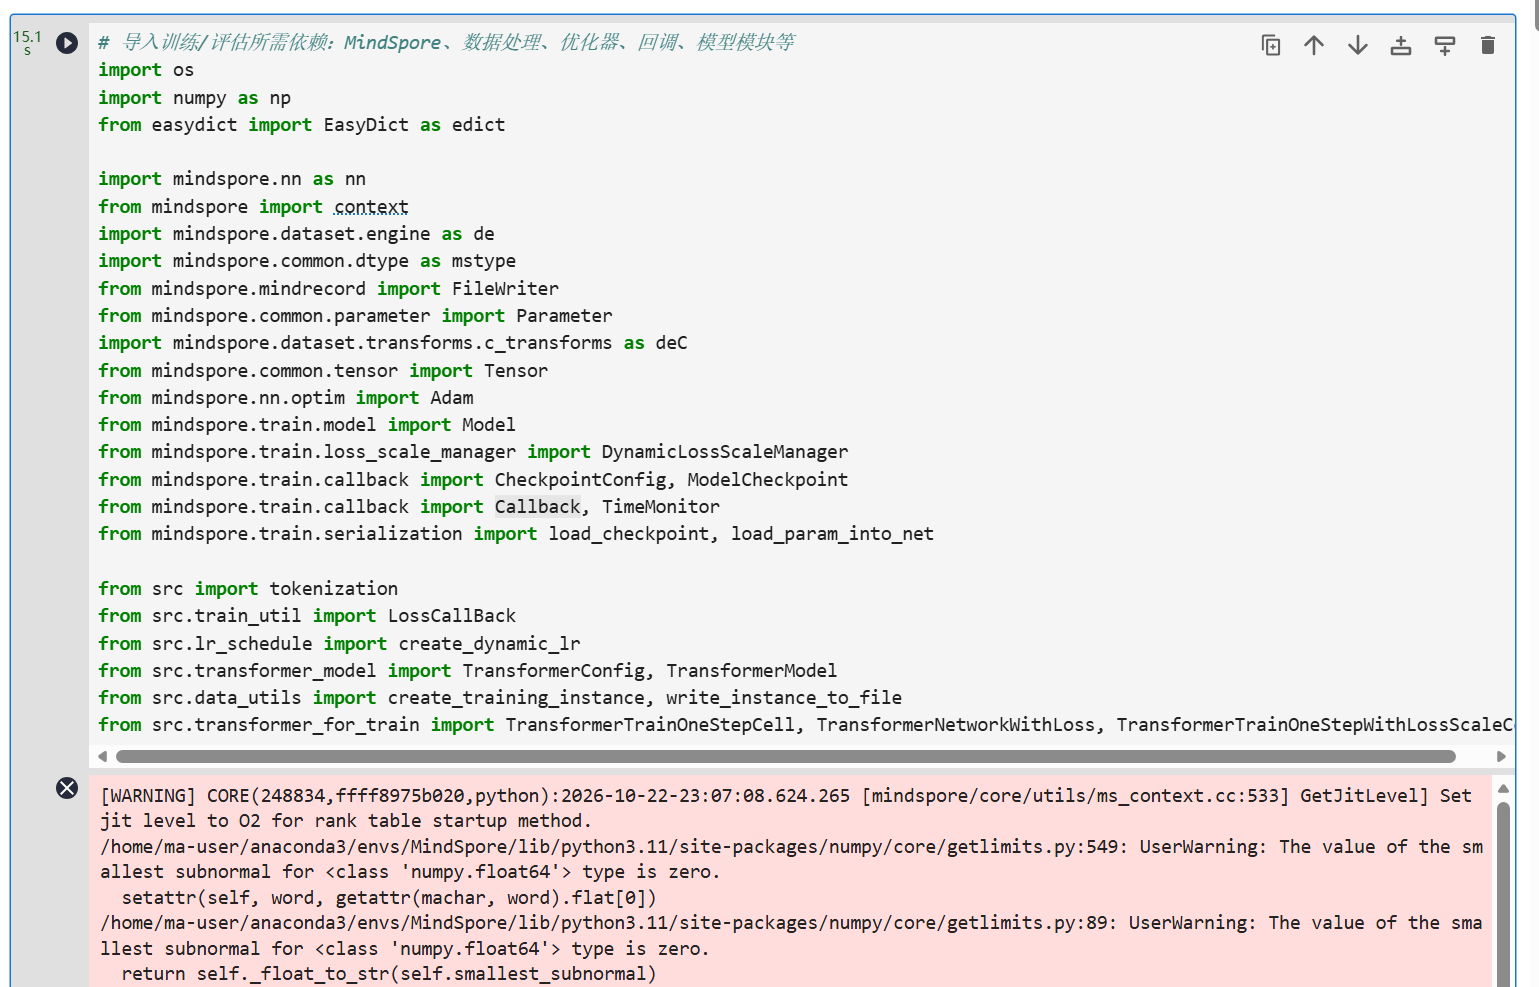 15.1
s
# 导入训练/评估所需依赖：MindSpore、数据处理、优化器、回调、模型模块等
import os
import numpy as np
from easydict import EasyDict as edict
import mindspore.nn as nn
from mindspore import context
import mindspore.dataset.engine as de
import mindspore.common.dtype as mstype
from mindspore.mindrecord import FileWriter
from mindspore.common.parameter import Parameter
import mindspore.dataset.transforms.c_transforms as deC
from mindspore.common.tensor import Tensor
from mindspore.nn.optim import Adam
from mindspore.train.model import Model
from mindspore.train.loss_scale_manager import DynamicLossScaleManager
from mindspore.train.callback import CheckpointConfig, ModelCheckpoint
from mindspore.train.callback import Callback, TimeMonitor
from mindspore.train.serialization import load_checkpoint, load_param_into_net
from src import tokenization
from src.train_util import LossCallBack
from src.lr_schedule import create_dynamic_lr
from src.transformer_model import TransformerConfig, TransformerModel
from src.data_utils import create_training_instance, write_instance_to_file
from src.transformer_for_train import TransformerTrainOneStepCell, TransformerNetworkWithLoss, TransformerTrainOneStepWithLossScaleC
[WARNING] CORE(248834,ffff8975b020,python):2026-10-22-23:07:08.624.265 [mindspore/core/utils/ms_context.cc:533] GetJitLevel] Set
jit level to O2 for rank table startup method.
/home/ma-user/anaconda3/envs/MindSpore/lib/python3.11/site-packages/numpy/core/getlimits.py:549: UserWarning: The value of the sm
allest subnormal for <class 'numpy.float64'> type is zero.
setattr(self, word, getattr(machar, word).flat[0])
/home/ma-user/anaconda3/envs/MindSpore/lib/python3.11/site-packages/numpy/core/getlimits.py:89: UserWarning: The value of the sma
llest subnormal for <class 'numpy.float64'> type is zero.
return self._float_to_str(self.smallest_subnormal)